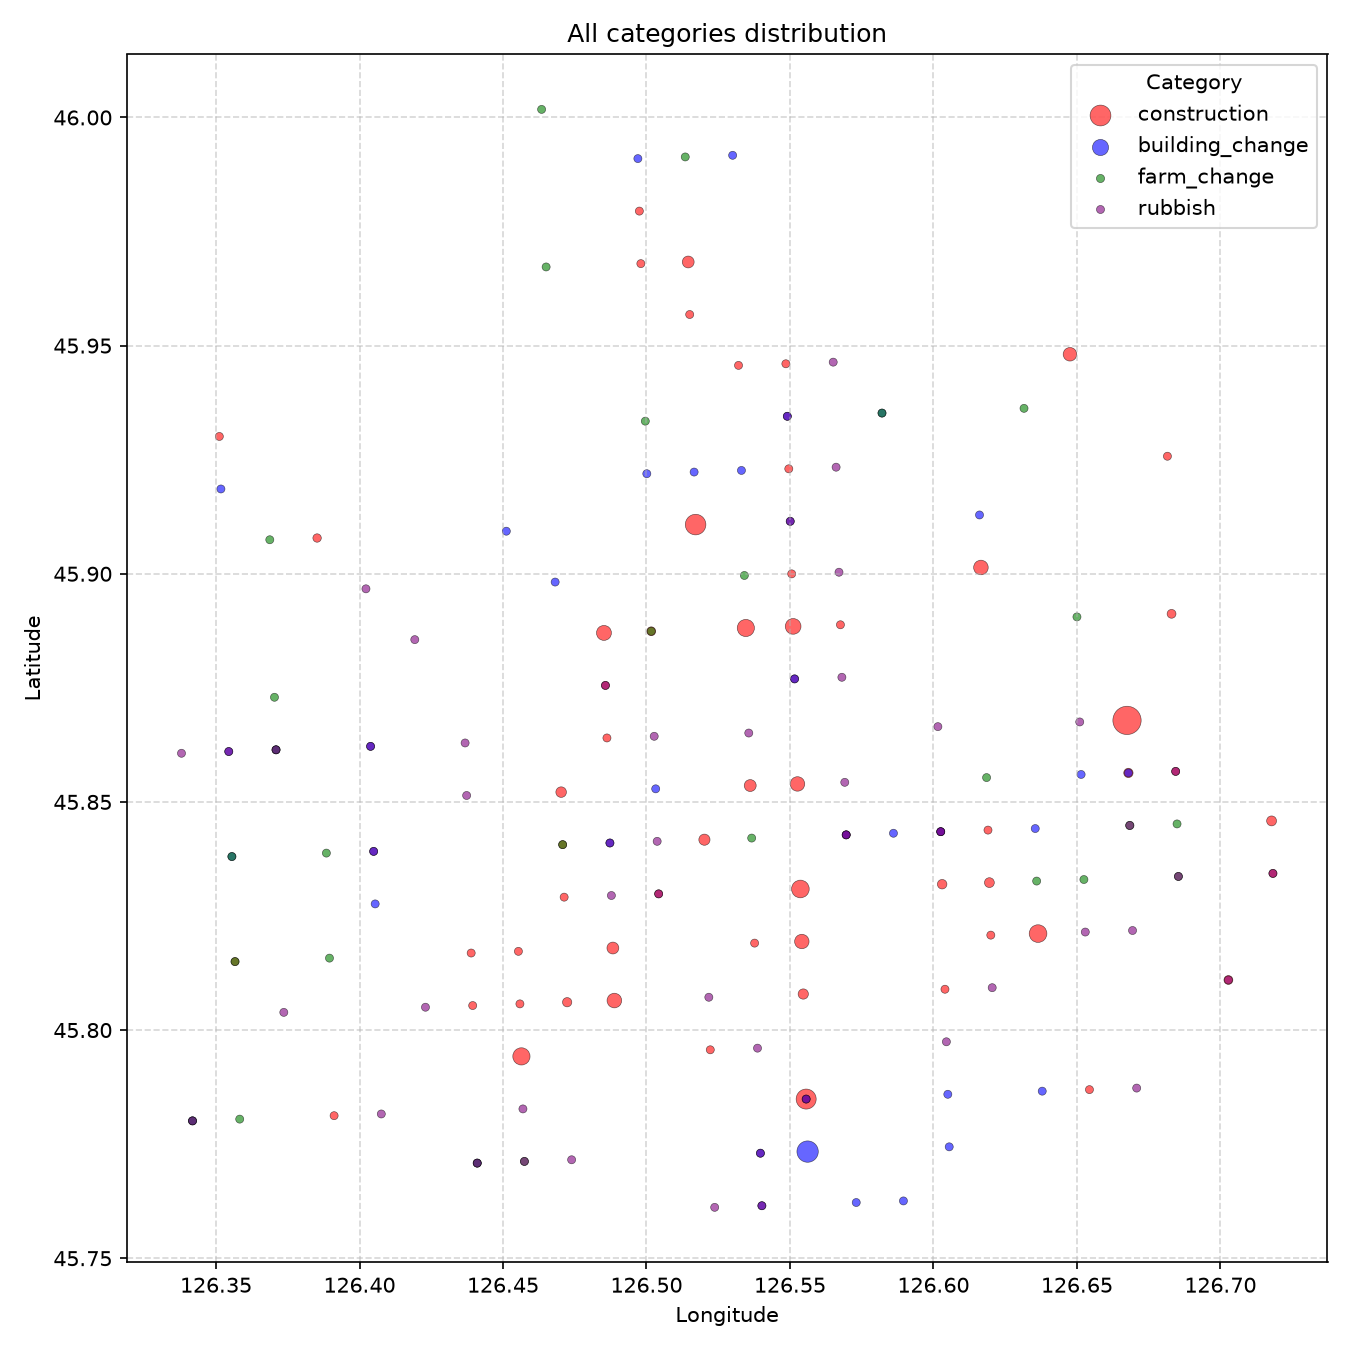 All categories distribution
Category
construction
building_change
farm_change
rubbish
46.00
45.95
45.90
45.85
45.80
45.75
Latitude
126.35 126.40 126.45 126.50 126.55 126.60 126.65 126.70
Longitude